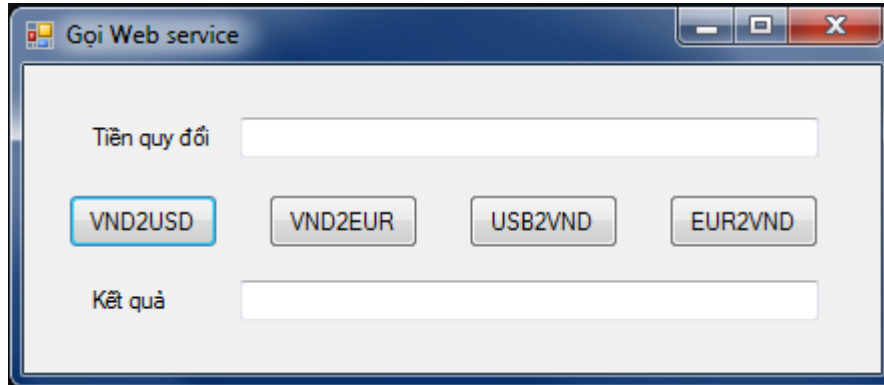 Gọi Web service
Tiền quy đổi
VND2USD VND2EUR USB2VND EUR2VND
Kết quả